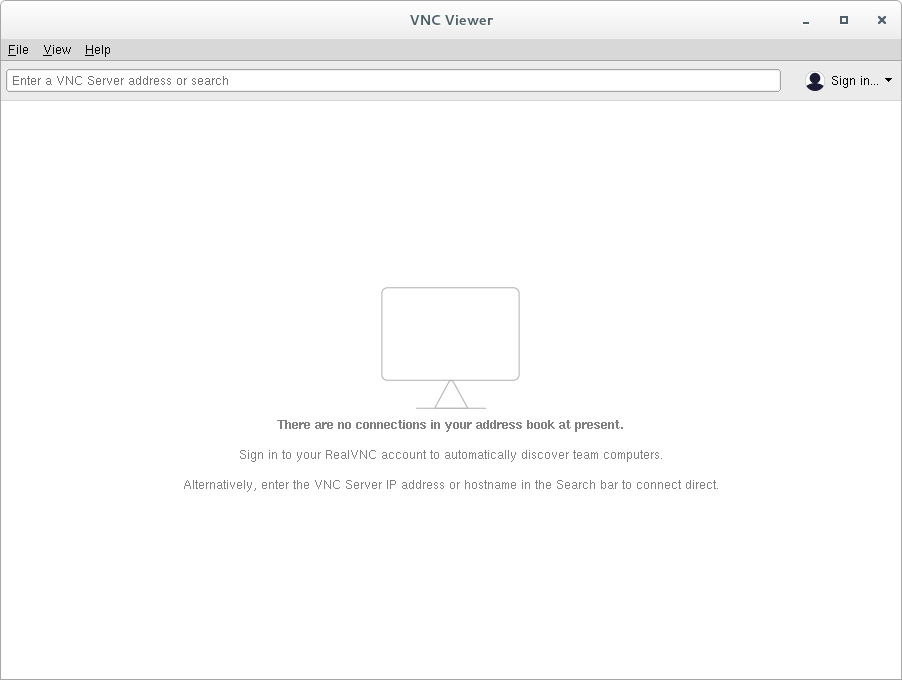 VNC Viewer
File View Help
Enter a VNC Server address or search
Sign in...
There are no connections in your address book at present.
Sign in to your RealVNC account to automatically discover team computers.
Alternatively, enter the VNC Server IP address or hostname in the Search bar to connect direct.